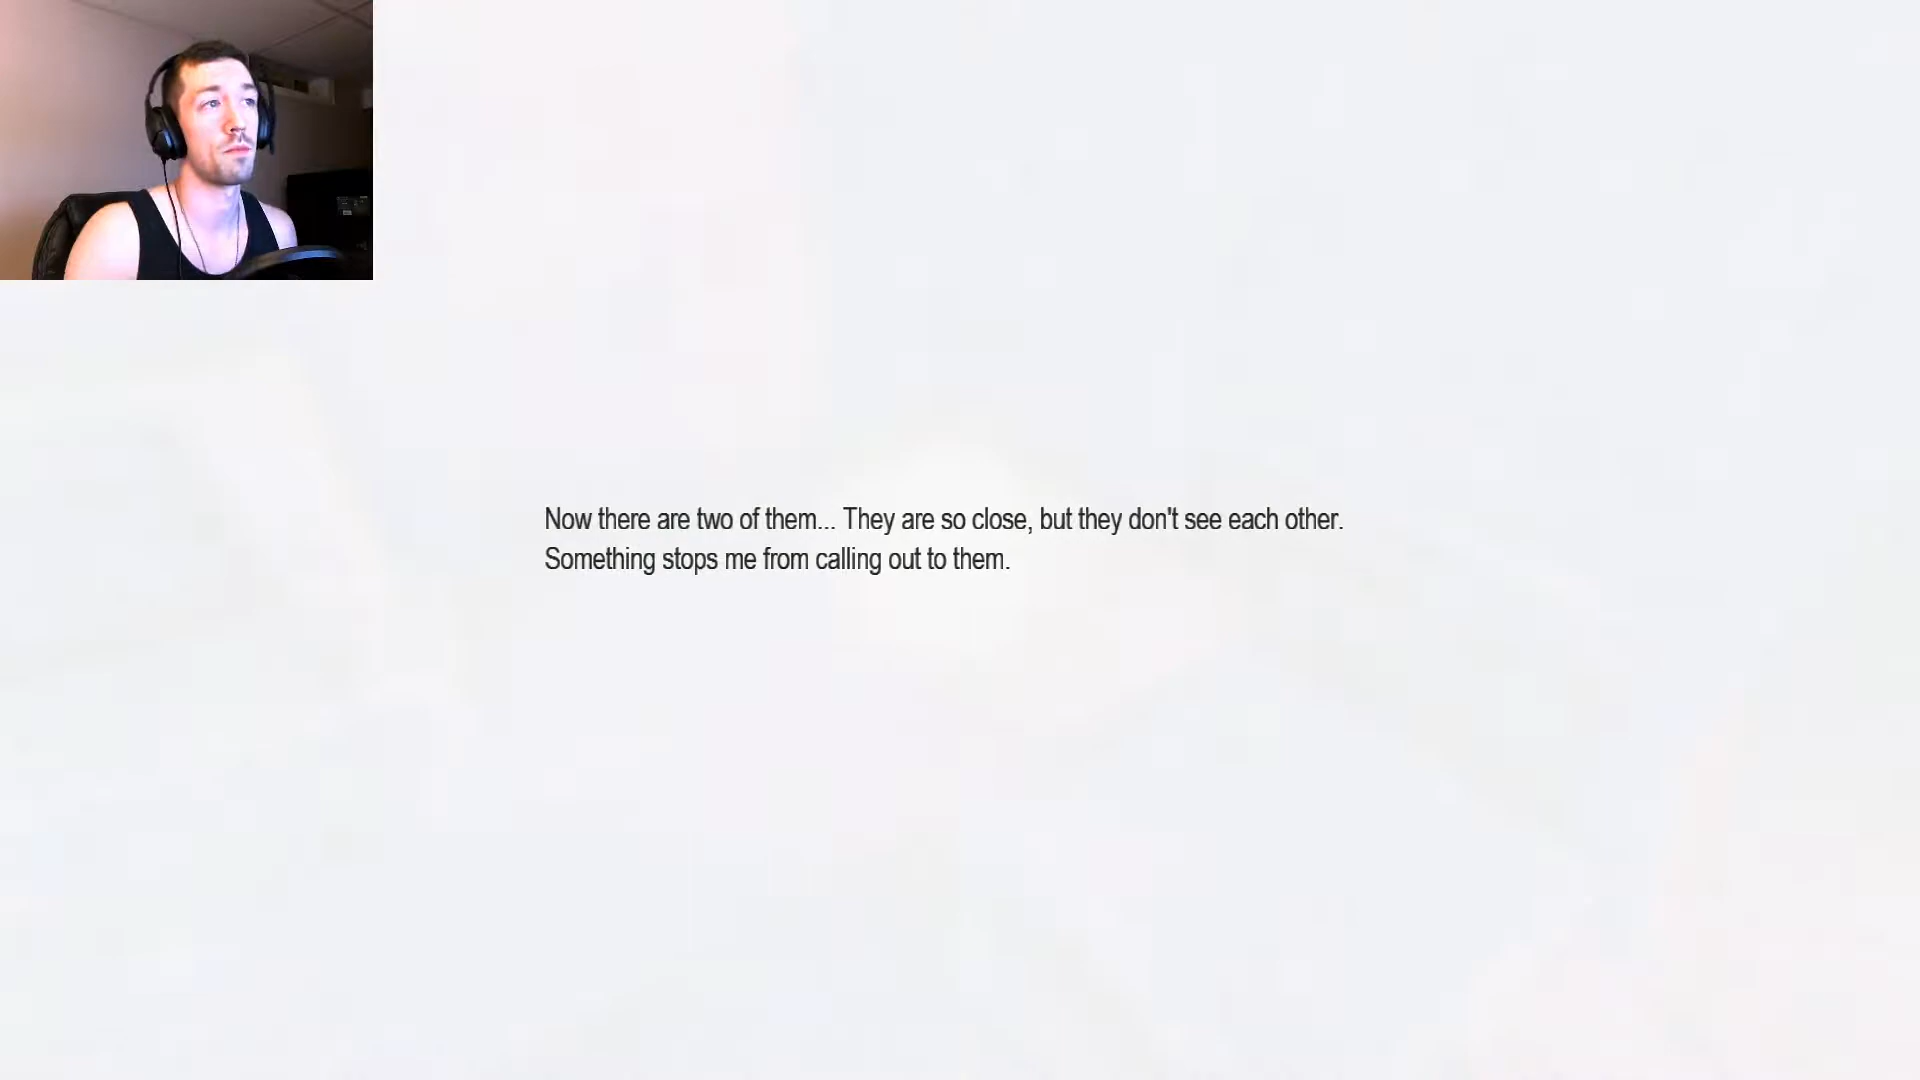 Now there are two of them... They are so close, but they don't see each other.
Something stops me from calling out to them.